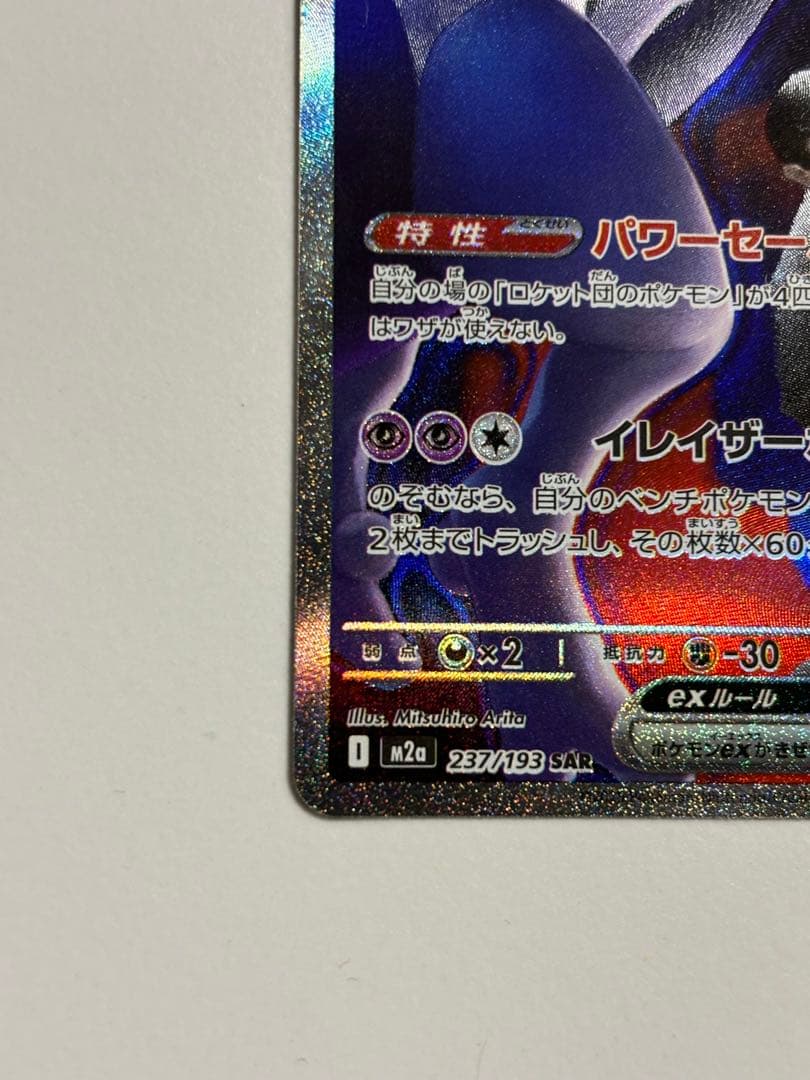 特性 とくせい パワーセー
自分の場の「ロケット団のポケモン」が4匹
はワザが使えない。
イレイザー
のぞむなら、自分のベンチポケモン
2枚までトラッシュし、その枚数×60
弱点 ×2 抵抗力 -30
exルール
Illus. Mitsuhiro Arita
ポケモンexがきぜ
I M2a 237/193 SAR